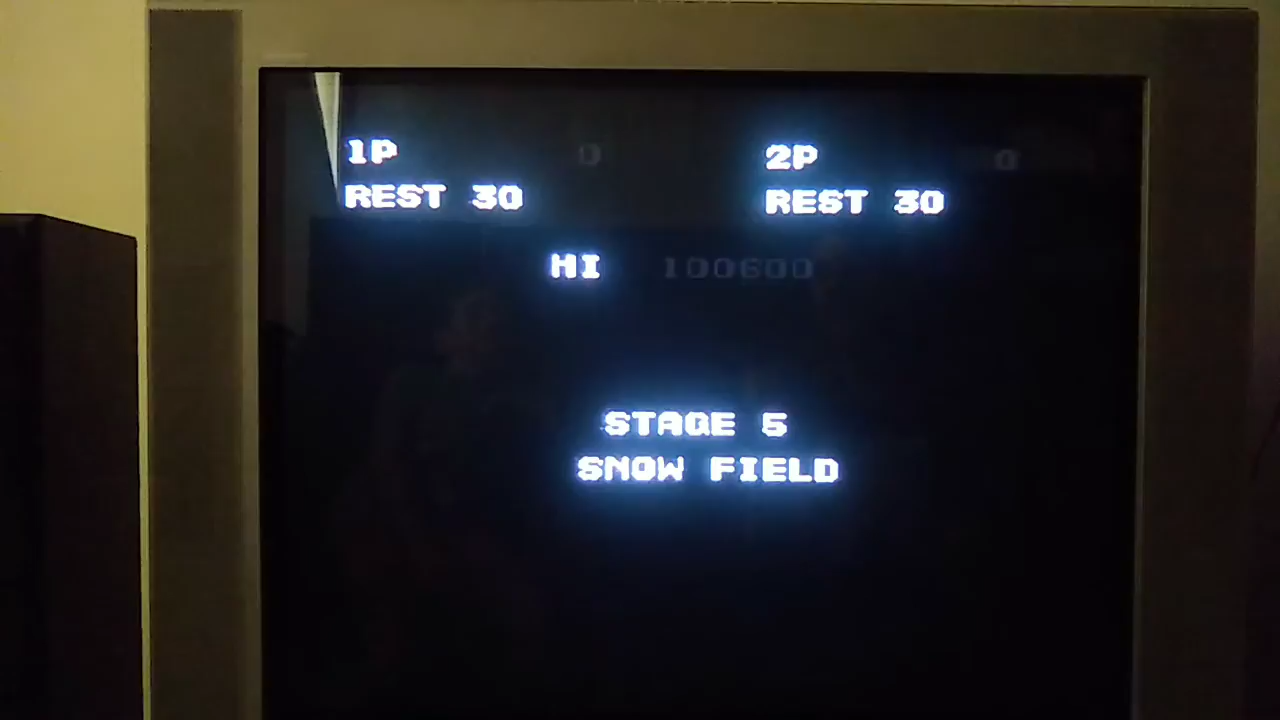 1P 0 2P 0
REST 30 REST 30
HI 100600
STAGE 5
SNOW FIELD